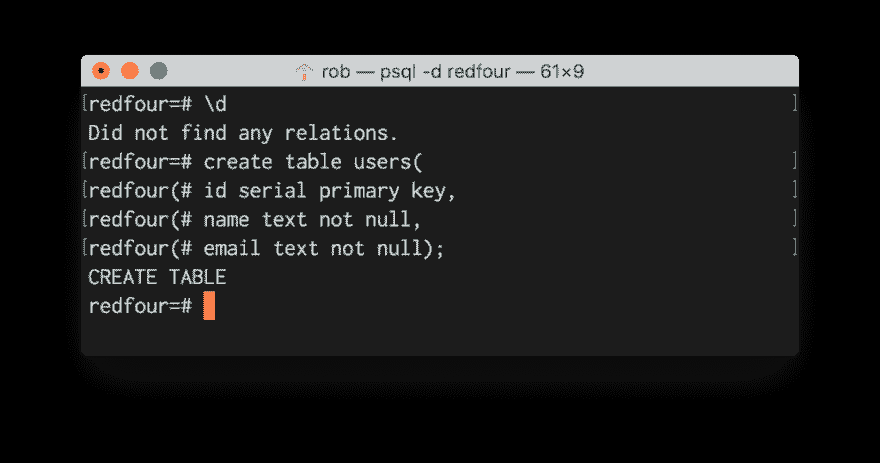 rob — psql -d redfour — 61×9
[redfour=# \d ]
Did not find any relations.
[redfour=# create table users( ]
[redfour(# id serial primary key, ]
[redfour(# name text not null, ]
[redfour(# email text not null); ]
CREATE TABLE
redfour=#